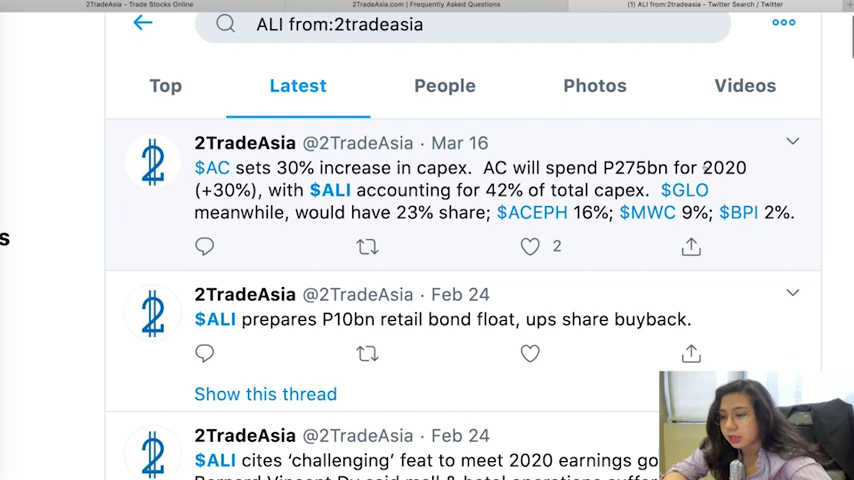 2TradeAsia - Trade Stocks Online
2TradeAsia.com | Frequently Asked Questions
(1) ALI from:2tradeasia - Twitter Search / Twitter
ALI from:2tradeasia
Top
Latest
People
Photos
Videos
2TradeAsia @2TradeAsia · Mar 16
$AC sets 30% increase in capex. AC will spend P275bn for 2020
(+30%), with $ALI accounting for 42% of total capex. $GLO
meanwhile, would have 23% share; $ACEPH 16%; $MWC 9%; $BPI 2%.
2
2TradeAsia @2TradeAsia · Feb 24
$ALI prepares P10bn retail bond float, ups share buyback.
Show this thread
2TradeAsia @2TradeAsia · Feb 24
$ALI cites ‘challenging’ feat to meet 2020 earnings go
s